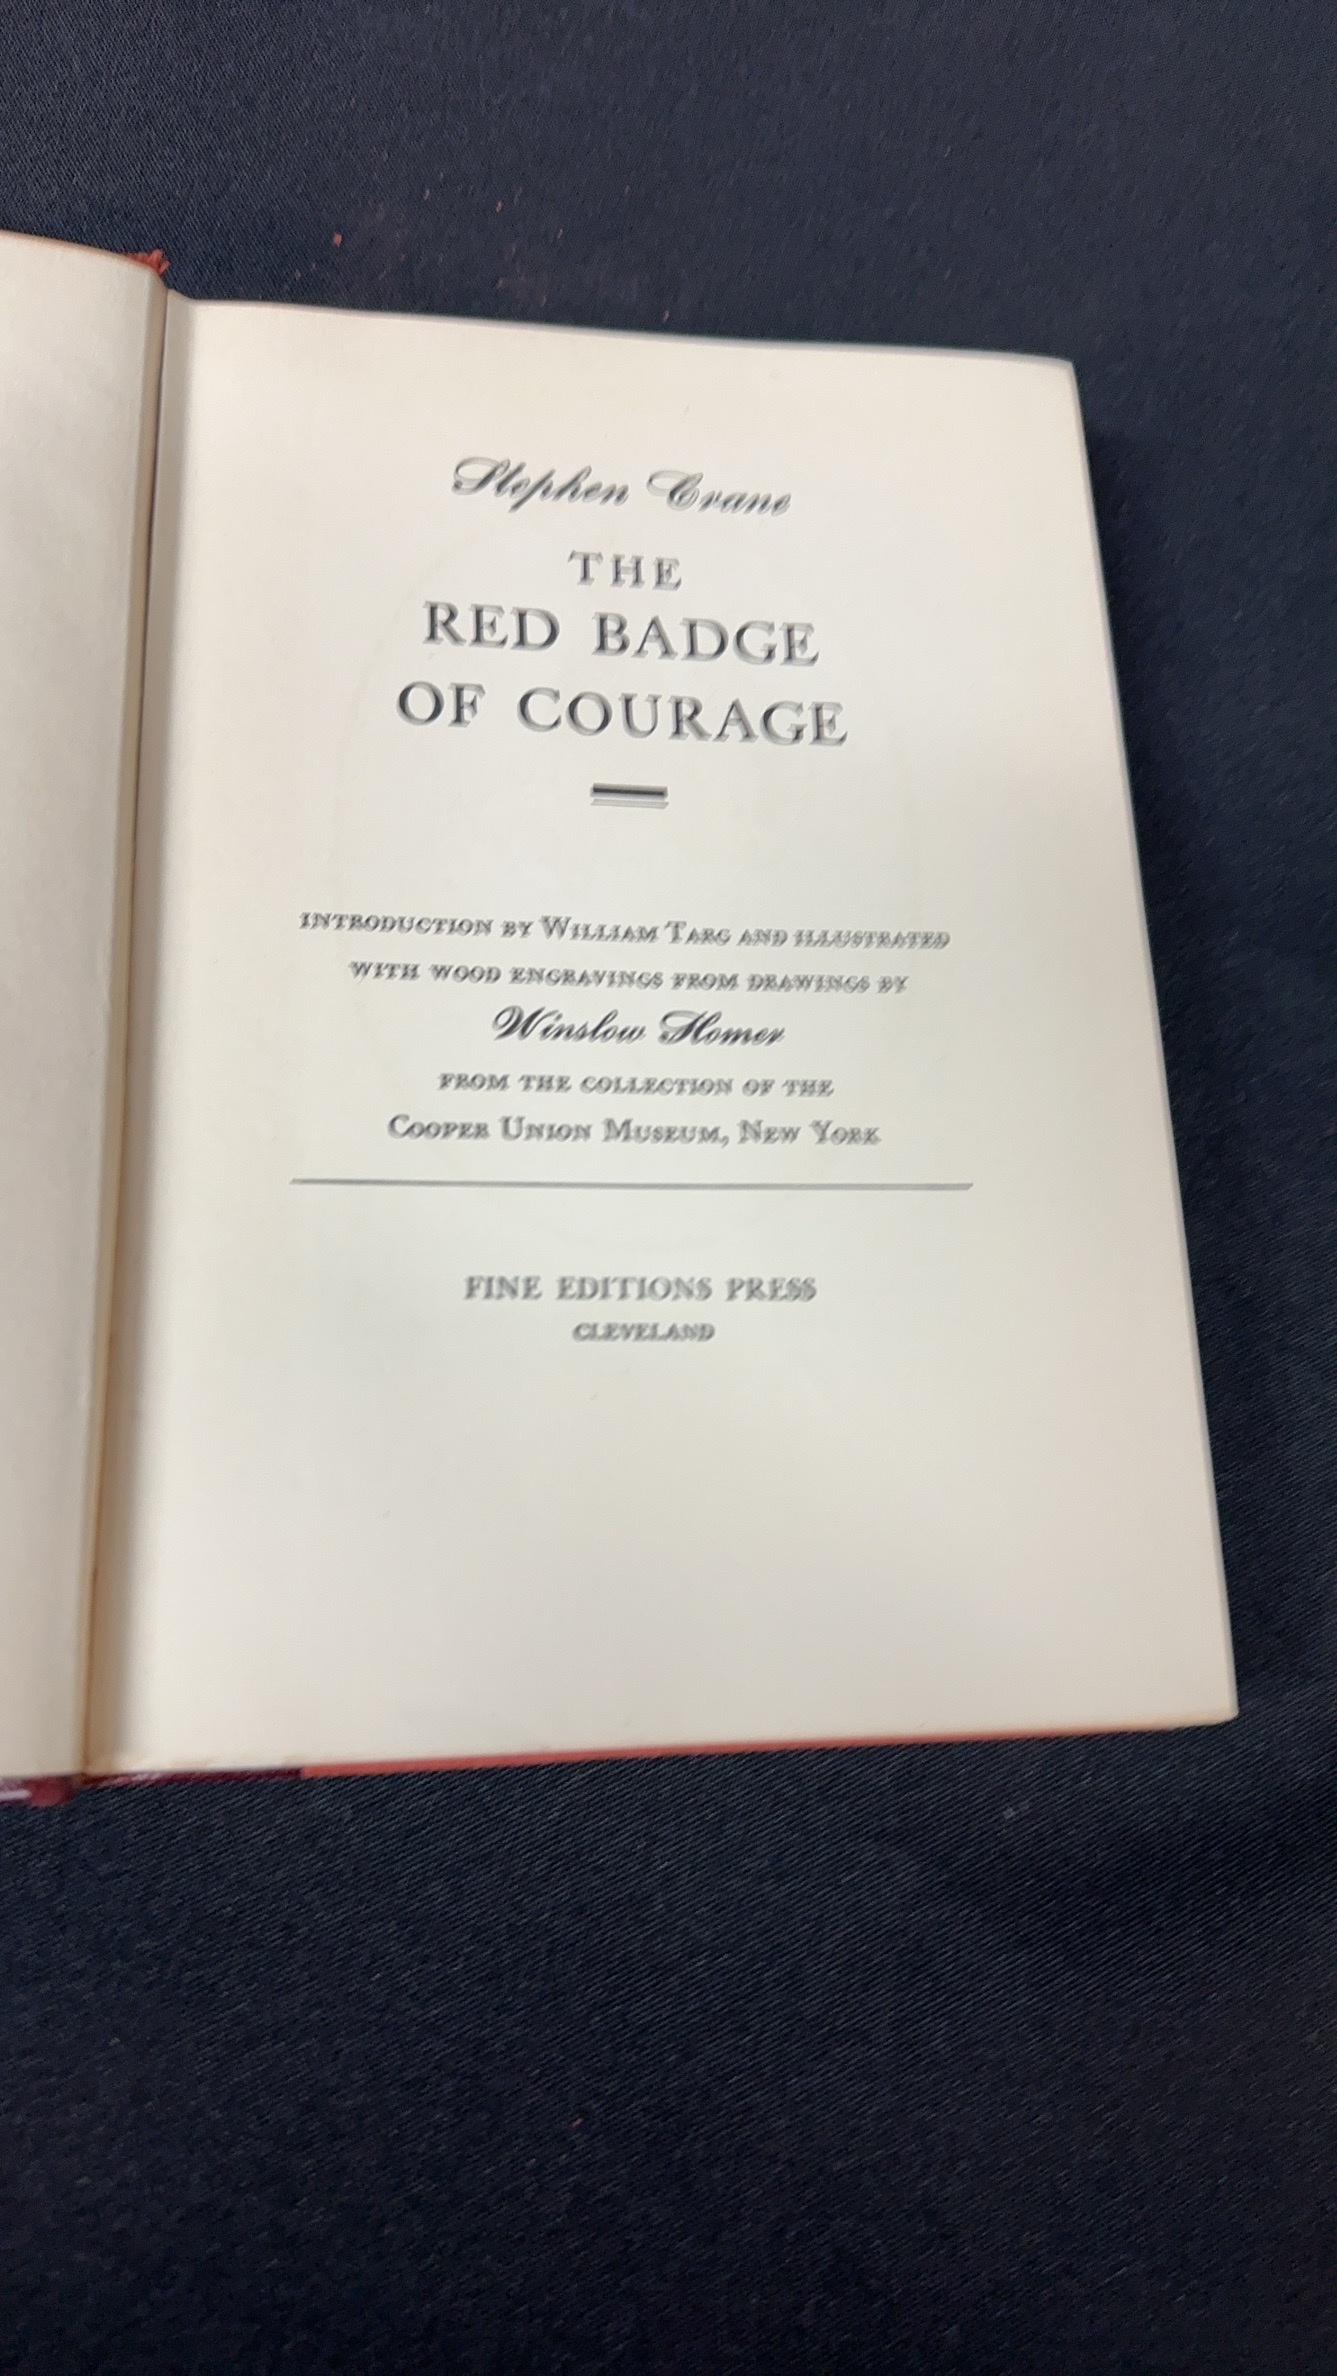 Stephen Crane
THE
RED BADGE
OF COURAGE
INTRODUCTION BY WILLIAM TARG AND ILLUSTRATED
WITH WOOD ENGRAVINGS FROM DRAWINGS BY
Winslow Homer
FROM THE COLLECTION OF THE
COOPER UNION MUSEUM, NEW YORK
FINE EDITIONS PRESS
CLEVELAND